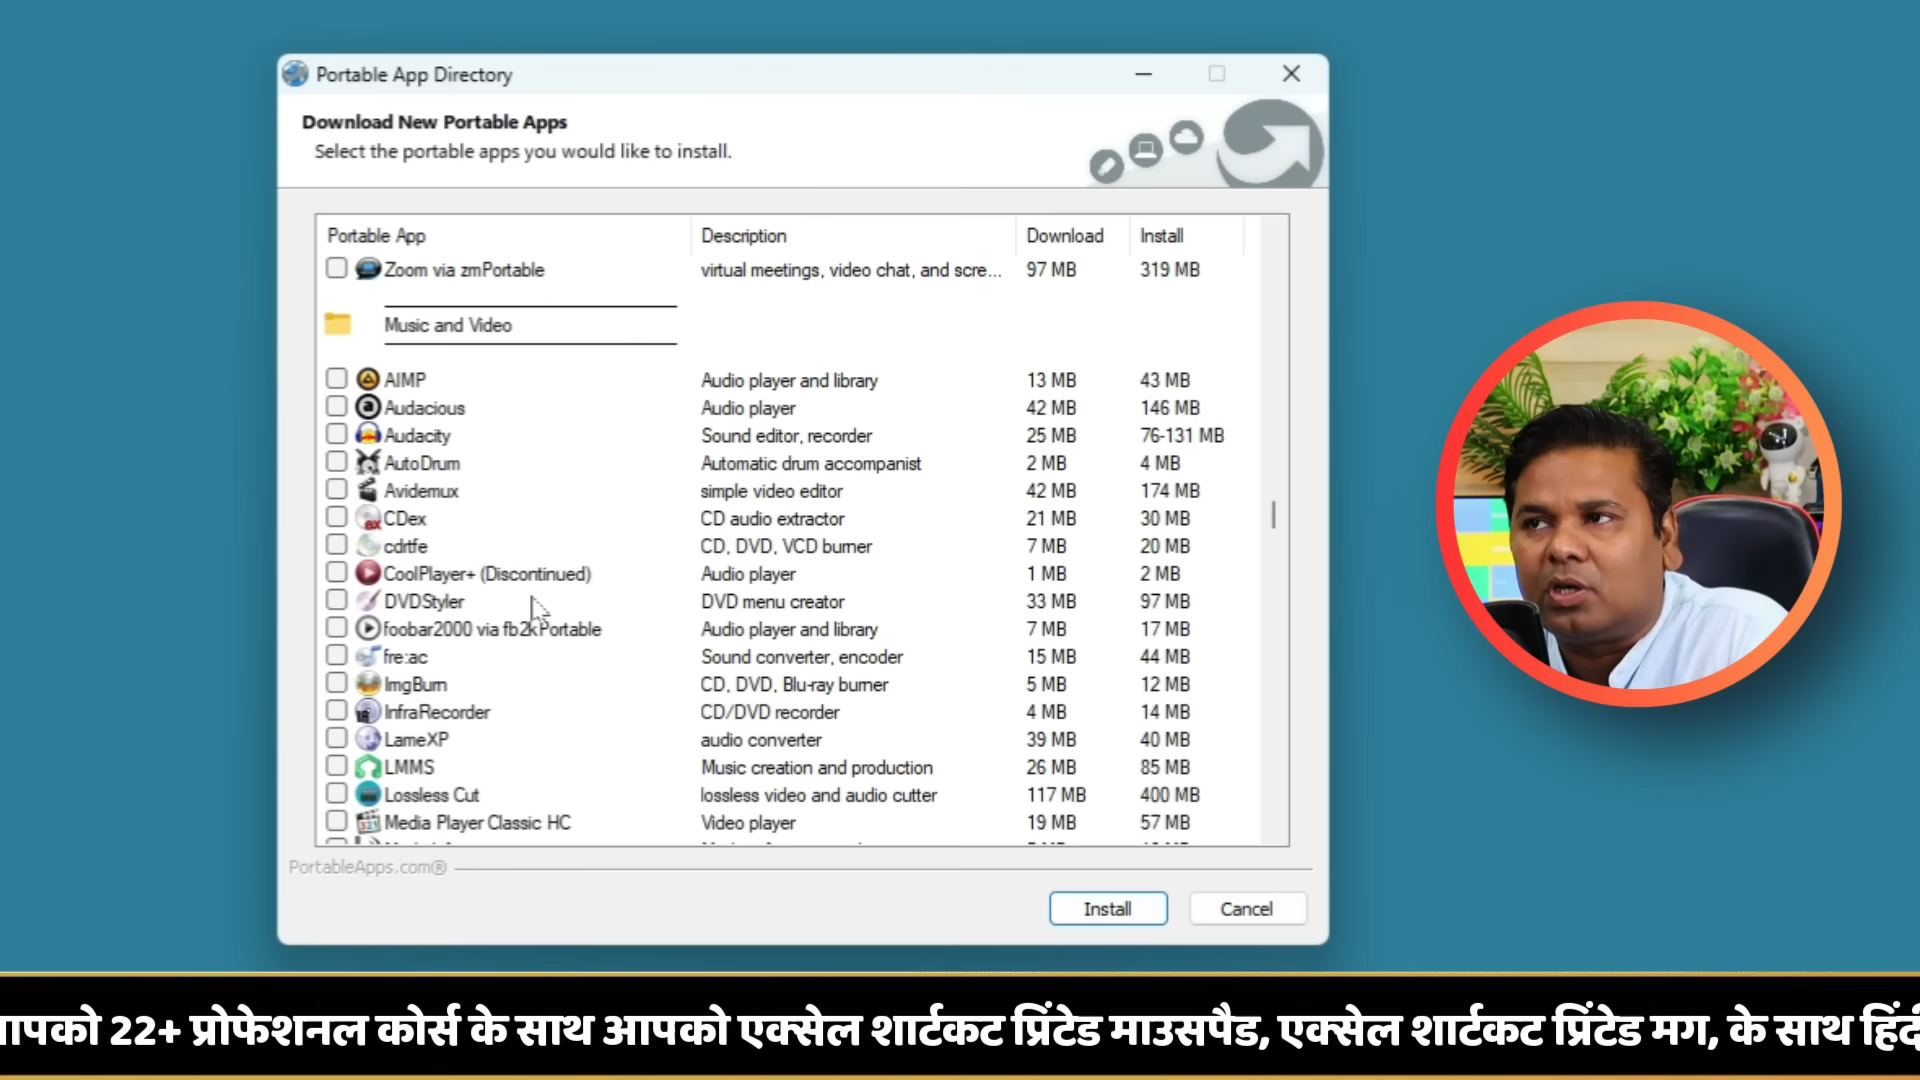 Portable App Directory
Download New Portable Apps
Select the portable apps you would like to install.
Portable App Description Download Install
Zoom via zmPortable virtual meetings, video chat, and scre... 97 MB 319 MB
Music and Video
AIMP Audio player and library 13 MB 43 MB
Audacious Audio player 42 MB 146 MB
Audacity Sound editor, recorder 25 MB 76-131 MB
AutoDrum Automatic drum accompanist 2 MB 4 MB
Avidemux simple video editor 42 MB 174 MB
CDex CD audio extractor 21 MB 30 MB
cdrtfe CD, DVD, VCD burner 7 MB 20 MB
CoolPlayer+ (Discontinued) Audio player 1 MB 2 MB
DVDStyler DVD menu creator 33 MB 97 MB
foobar2000 via fb2kPortable Audio player and library 7 MB 17 MB
fre:ac Sound converter, encoder 15 MB 44 MB
ImgBurn CD, DVD, Blu-ray burner 5 MB 12 MB
InfraRecorder CD/DVD recorder 4 MB 14 MB
LameXP audio converter 39 MB 40 MB
LMMS Music creation and production 26 MB 85 MB
Lossless Cut lossless video and audio cutter 117 MB 400 MB
Media Player Classic HC Video player 19 MB 57 MB
PortableApps.com®
Install Cancel
22+ प्रोफेशनल कोर्स के साथ आपको एक्सेल शार्टकट प्रिंटेड माउसपैड, एक्सेल शार्टकट प्रिंटेड मग, के साथ